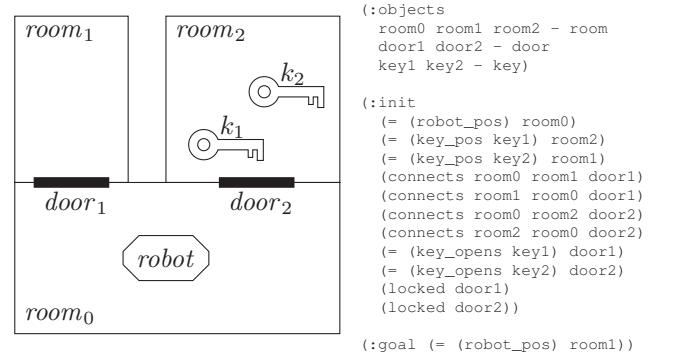 room1
room2
k2
k1
door1
door2
robot
room0
(:objects
room0 room1 room2 - room
door1 door2 - door
key1 key2 - key)
(:init
(= (robot_pos) room0)
(= (key_pos key1) room2)
(= (key_pos key2) room1)
(connects room0 room1 door1)
(connects room1 room0 door1)
(connects room0 room2 door2)
(connects room2 room0 door2)
(= (key_opens key1) door1)
(= (key_opens key2) door2)
(locked door1)
(locked door2))
(:goal (= (robot_pos) room1))